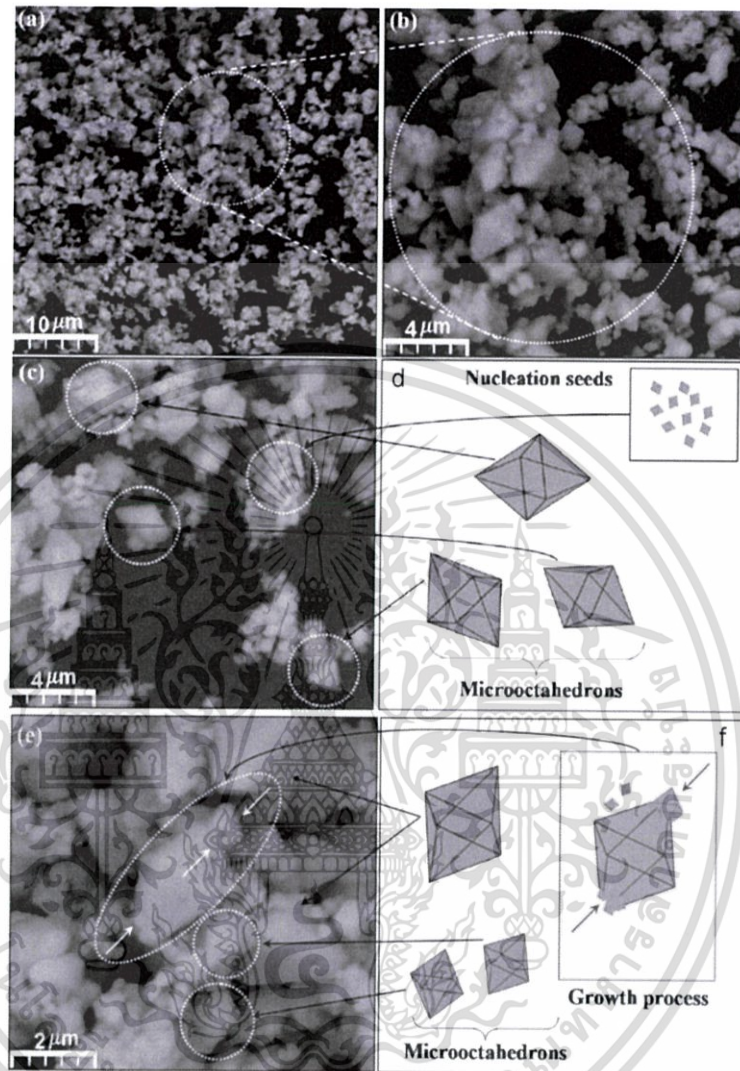 (a)
(b)
10 μm
4 μm
(c)
d
Nucleation seeds
4 μm
Microoctahedrons
(e)
f
2 μm
Growth process
Microoctahedrons